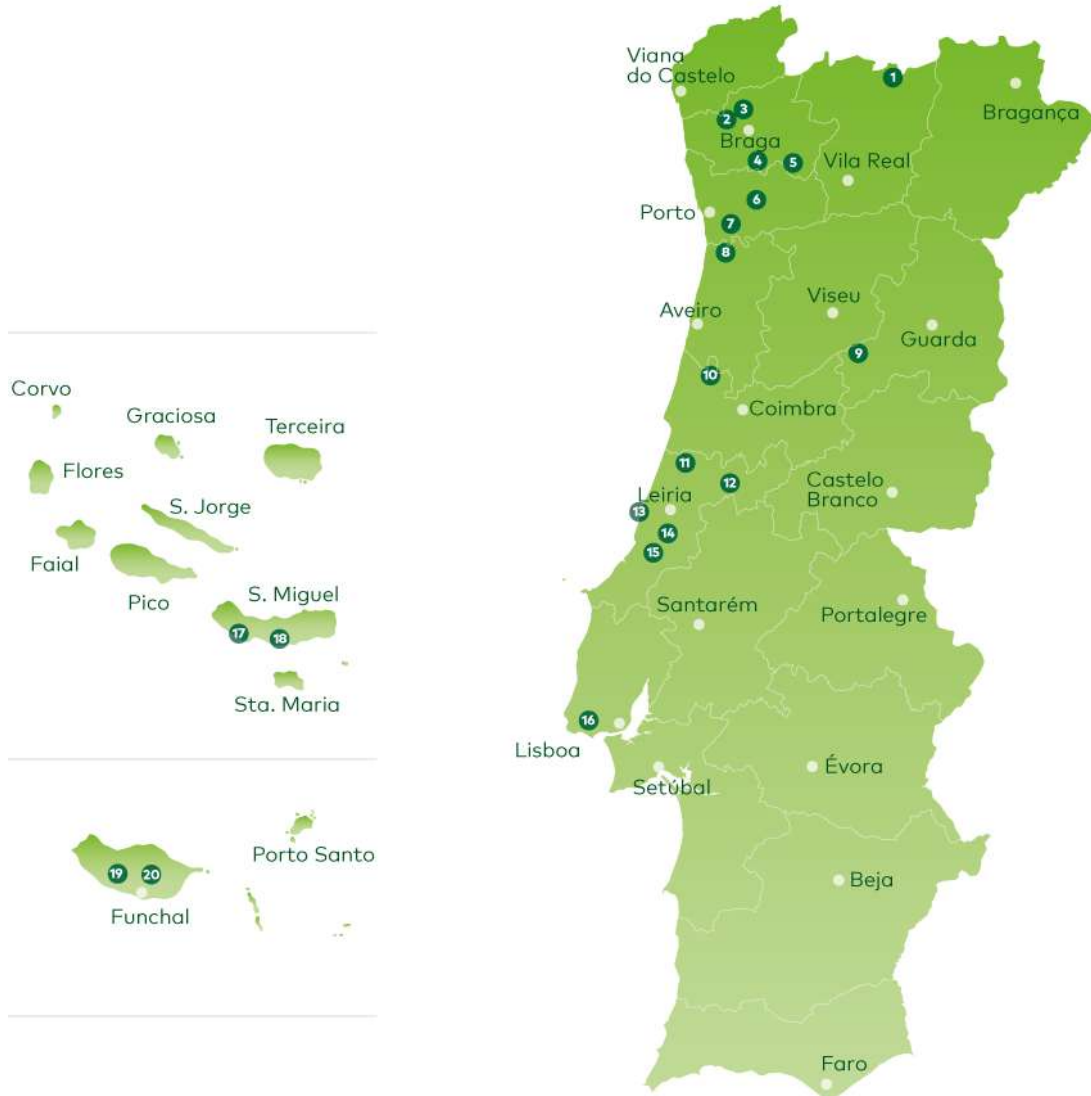 Viana
do Castelo
1
Bragança
3
2
Braga
4
5
Vila Real
6
Porto
7
8
Viseu
Aveiro
Guarda
9
10
Coimbra
11
12
Castelo
Branco
Leiria
13
14
15
Santarém
Portalegre
16
Lisboa
Setúbal
Évora
Beja
Faro
Corvo
Graciosa
Terceira
Flores
S. Jorge
Faial
Pico
S. Miguel
17
18
Sta. Maria
19
20
Porto Santo
Funchal